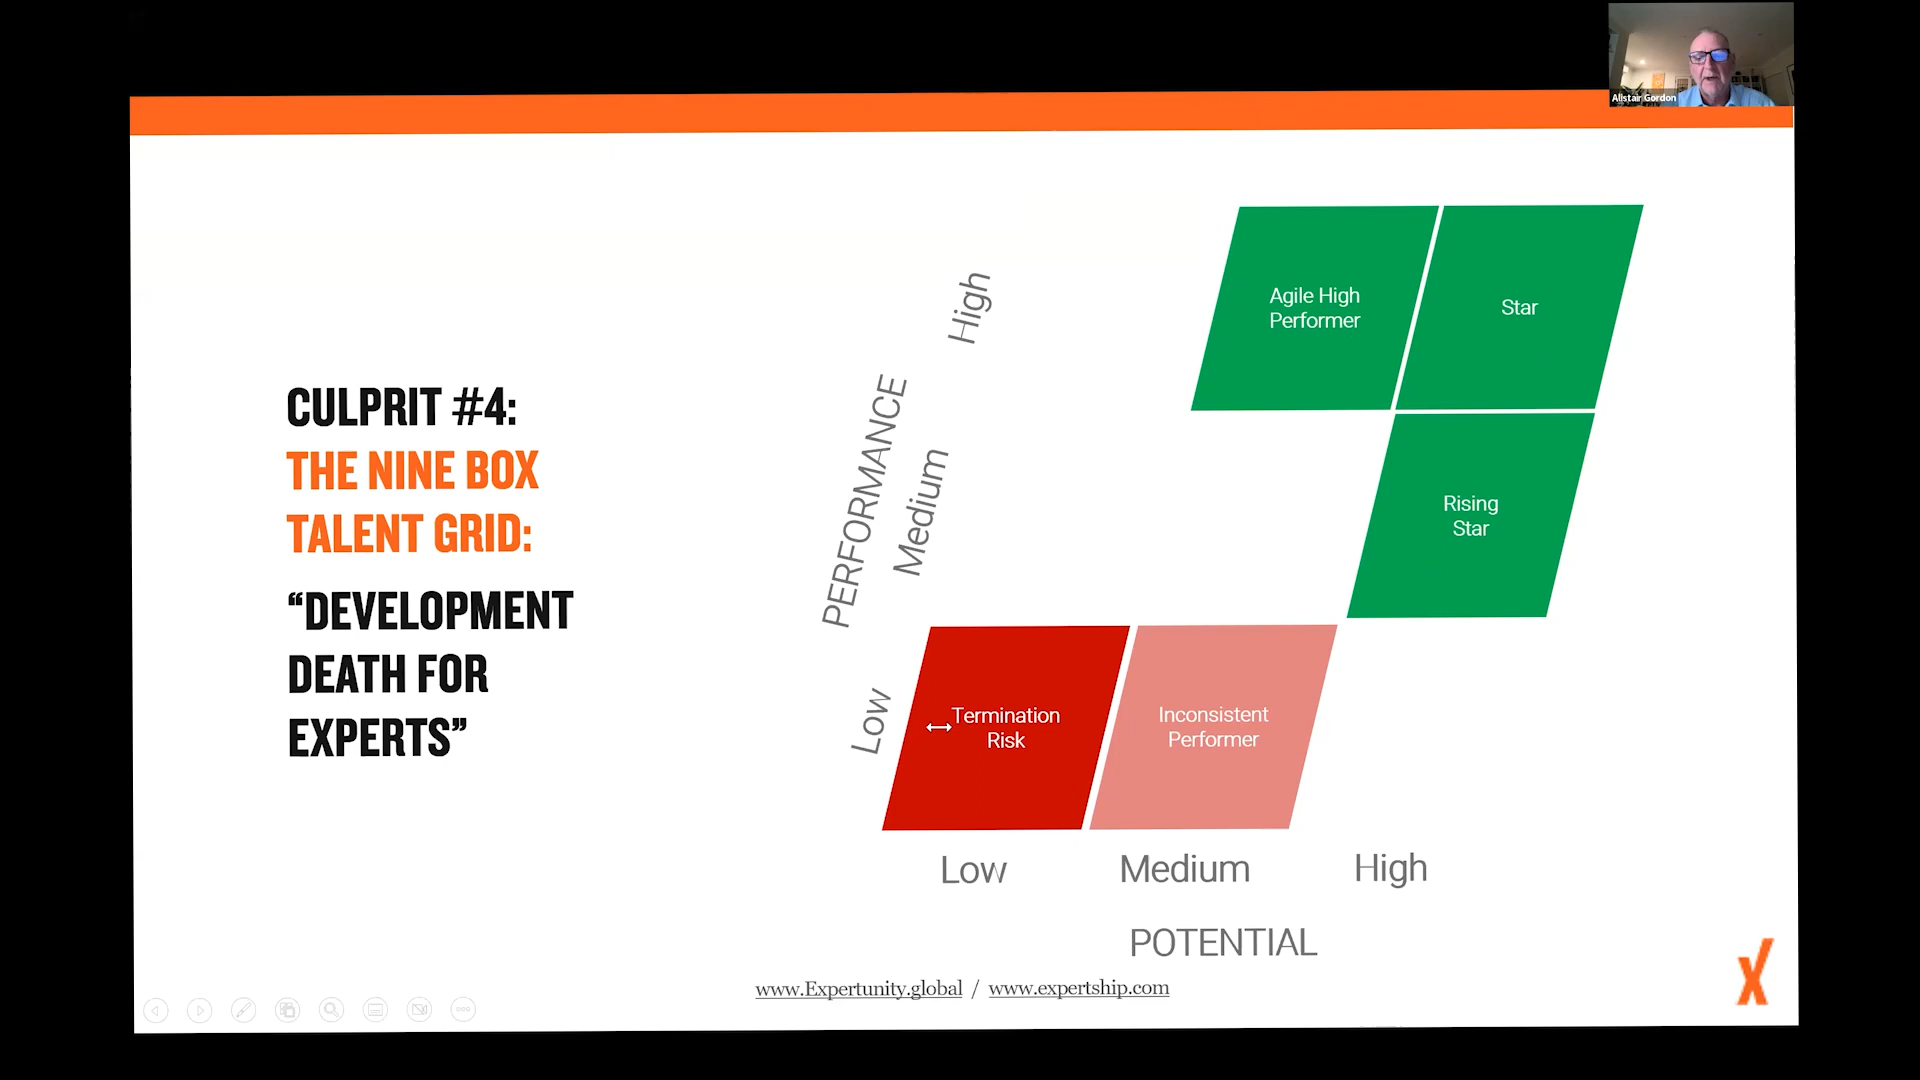 Alistair Gordon
CULPRIT #4:
THE NINE BOX
TALENT GRID:
“DEVELOPMENT
DEATH FOR
EXPERTS”
PERFORMANCE
High
Medium
Low
Agile High
Performer
Star
Rising
Star
Termination
Risk
Inconsistent
Performer
Low
Medium
High
POTENTIAL
www.Expertunity.global / www.expertship.com